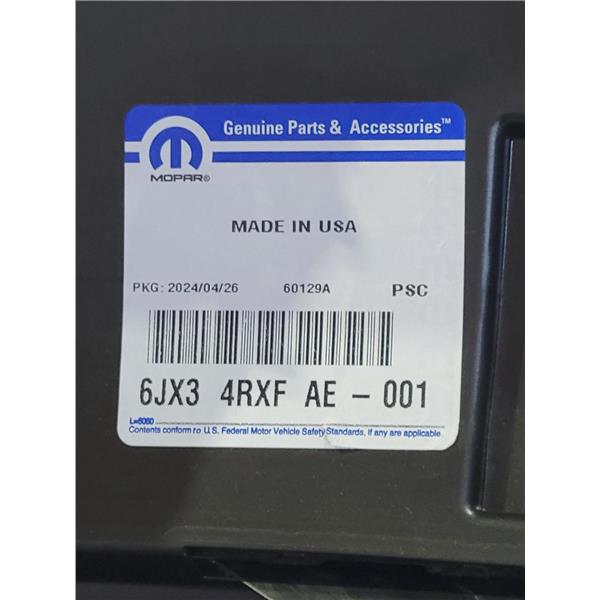 Genuine Parts & Accessories™
MOPAR®
MADE IN USA
PKG: 2024/04/26 60129A PSC
6JX3 4RXF AE - 001
L=6060
Contents conform to U.S. Federal Motor Vehicle Safety Standards, if any are applicable